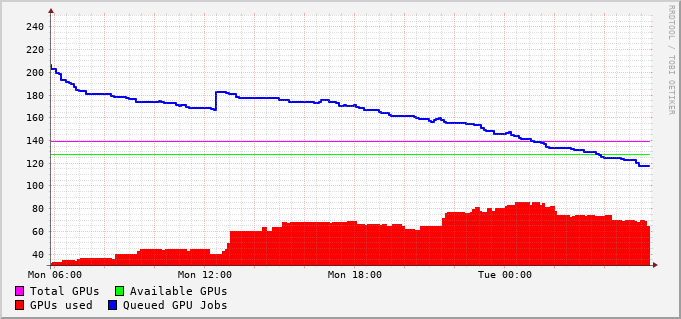 240
220
200
180
160
140
120
100
80
60
40
Mon 06:00 Mon 12:00 Mon 18:00 Tue 00:00
Total GPUs Available GPUs
GPUs used Queued GPU Jobs
RRDTOOL / TOBI OETIKER